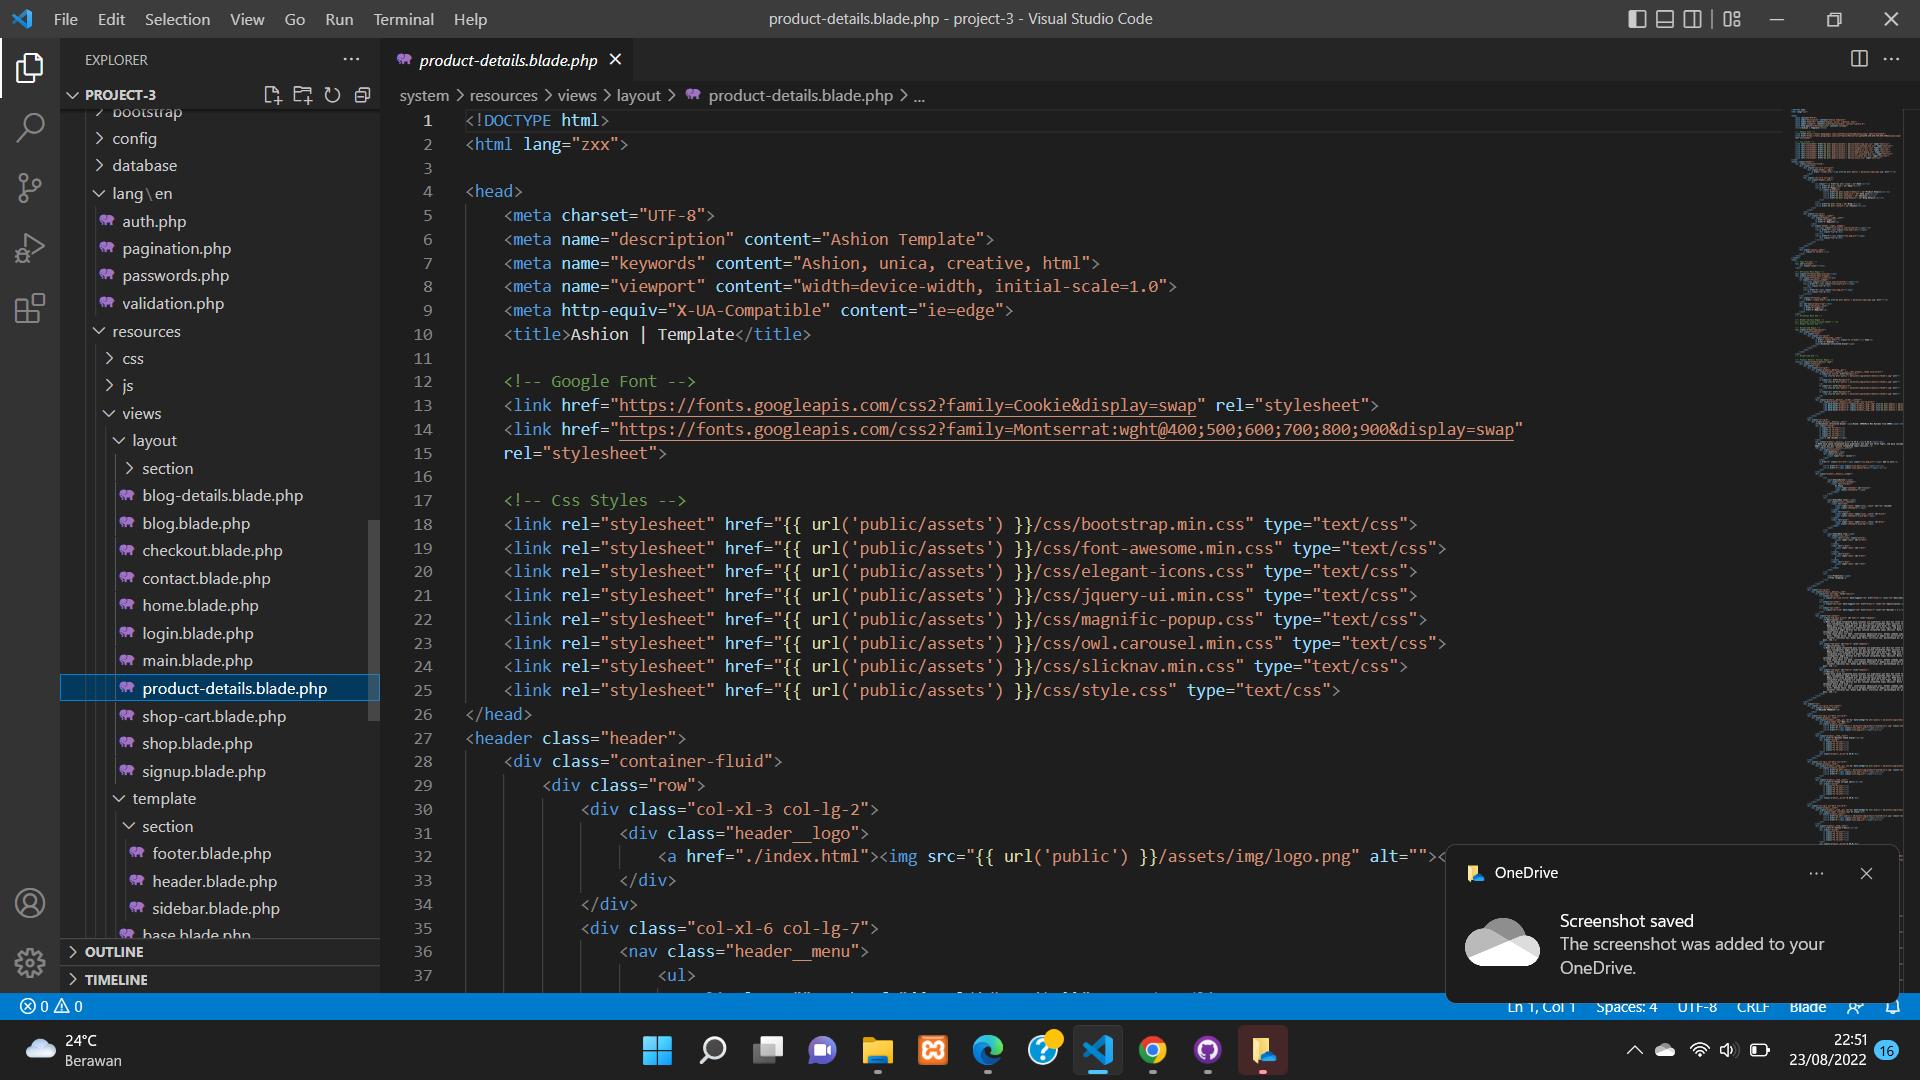 File Edit Selection View Go Run Terminal Help
product-details.blade.php - project-3 - Visual Studio Code
EXPLORER
PROJECT-3
bootstrap
config
database
lang\en
auth.php
pagination.php
passwords.php
validation.php
resources
css
js
views
layout
section
blog-details.blade.php
blog.blade.php
checkout.blade.php
contact.blade.php
home.blade.php
login.blade.php
main.blade.php
product-details.blade.php
shop-cart.blade.php
shop.blade.php
signup.blade.php
template
section
footer.blade.php
header.blade.php
sidebar.blade.php
base.blade.php
OUTLINE
TIMELINE
product-details.blade.php
system > resources > views > layout > product-details.blade.php > ...
1 <!DOCTYPE html>
2 <html lang="zxx">
3
4 <head>
5 <meta charset="UTF-8">
6 <meta name="description" content="Ashion Template">
7 <meta name="keywords" content="Ashion, unica, creative, html">
8 <meta name="viewport" content="width=device-width, initial-scale=1.0">
9 <meta http-equiv="X-UA-Compatible" content="ie=edge">
10 <title>Ashion | Template</title>
11
12 <!-- Google Font -->
13 <link href="https://fonts.googleapis.com/css2?family=Cookie&display=swap" rel="stylesheet">
14 <link href="https://fonts.googleapis.com/css2?family=Montserrat:wght@400;500;600;700;800;900&display=swap"
15 rel="stylesheet">
16
17 <!-- Css Styles -->
18 <link rel="stylesheet" href="{{ url('public/assets') }}/css/bootstrap.min.css" type="text/css">
19 <link rel="stylesheet" href="{{ url('public/assets') }}/css/font-awesome.min.css" type="text/css">
20 <link rel="stylesheet" href="{{ url('public/assets') }}/css/elegant-icons.css" type="text/css">
21 <link rel="stylesheet" href="{{ url('public/assets') }}/css/jquery-ui.min.css" type="text/css">
22 <link rel="stylesheet" href="{{ url('public/assets') }}/css/magnific-popup.css" type="text/css">
23 <link rel="stylesheet" href="{{ url('public/assets') }}/css/owl.carousel.min.css" type="text/css">
24 <link rel="stylesheet" href="{{ url('public/assets') }}/css/slicknav.min.css" type="text/css">
25 <link rel="stylesheet" href="{{ url('public/assets') }}/css/style.css" type="text/css">
26 </head>
27 <header class="header">
28 <div class="container-fluid">
29 <div class="row">
30 <div class="col-xl-3 col-lg-2">
31 <div class="header__logo">
32 <a href="./index.html"><img src="{{ url('public') }}/assets/img/logo.png" alt=""><
33 </div>
34 </div>
35 <div class="col-xl-6 col-lg-7">
36 <nav class="header__menu">
37 <ul>
OneDrive
Screenshot saved
The screenshot was added to your
OneDrive.
0 0
Ln 1, Col 1 Spaces: 4 UTF-8 CRLF Blade
24°C
Berawan
22:51
23/08/2022
16